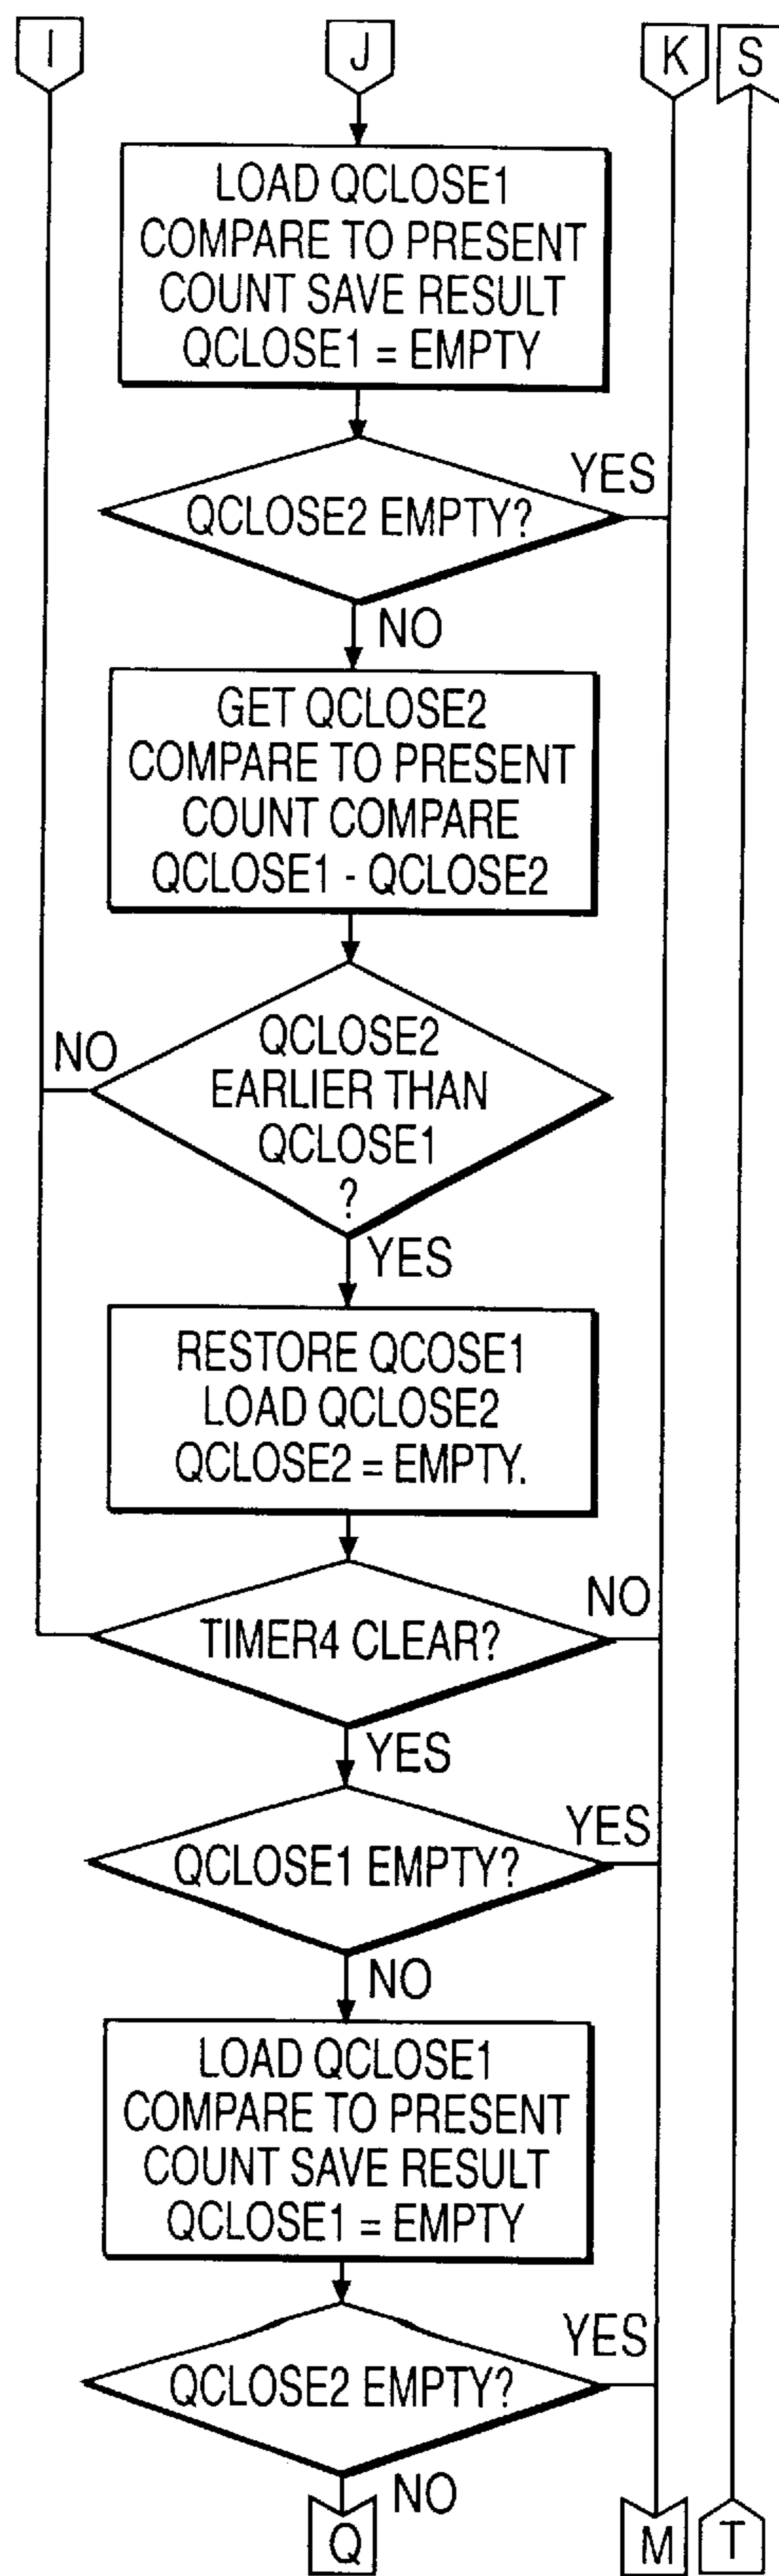 I
J
K
S
LOAD QCLOSE1
COMPARE TO PRESENT
COUNT SAVE RESULT
QCLOSE1 = EMPTY
YES
QCLOSE2 EMPTY?
NO
GET QCLOSE2
COMPARE TO PRESENT
COUNT COMPARE
QCLOSE1 - QCLOSE2
NO
QCLOSE2
EARLIER THAN
QCLOSE1
?
YES
RESTORE QCOSE1
LOAD QCLOSE2
QCLOSE2 = EMPTY.
NO
TIMER4 CLEAR?
YES
YES
QCLOSE1 EMPTY?
NO
LOAD QCLOSE1
COMPARE TO PRESENT
COUNT SAVE RESULT
QCLOSE1 = EMPTY
YES
QCLOSE2 EMPTY?
NO
Q
M
T